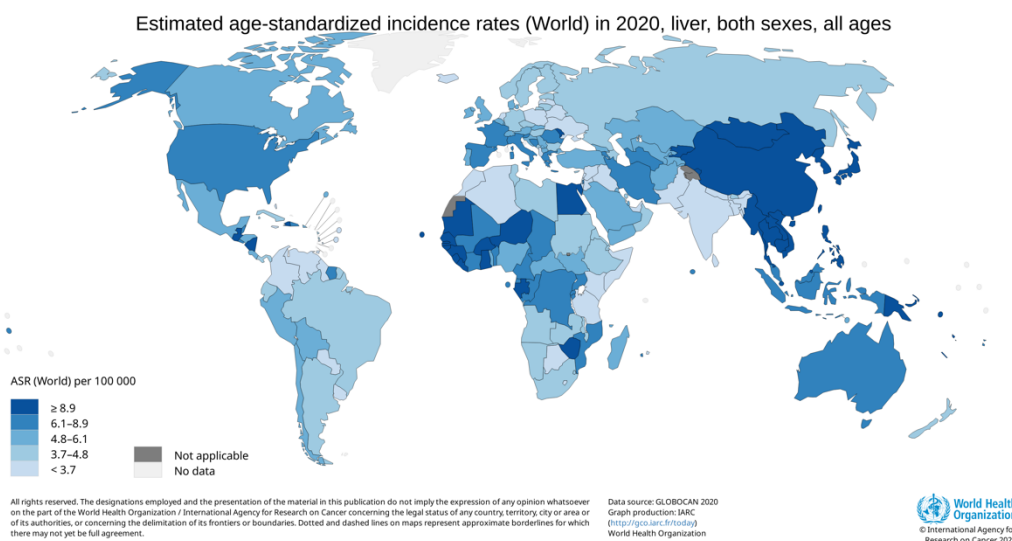 Estimated age-standardized incidence rates (World) in 2020, liver, both sexes, all ages
ASR (World) per 100 000
≥ 8.9
6.1–8.9
4.8–6.1
3.7–4.8
< 3.7
Not applicable
No data
All rights reserved. The designations employed and the presentation of the material in this publication do not imply the expression of any opinion whatsoever
on the part of the World Health Organization / International Agency for Research on Cancer concerning the legal status of any country, territory, city or area or
of its authorities, or concerning the delimitation of its frontiers or boundaries. Dotted and dashed lines on maps represent approximate borderlines for which
there may not yet be full agreement.
Data source: GLOBOCAN 2020
Graph production: IARC
(http://gco.iarc.fr/today)
World Health Organization
World Health
Organization
© International Agency for
Research on Cancer 202